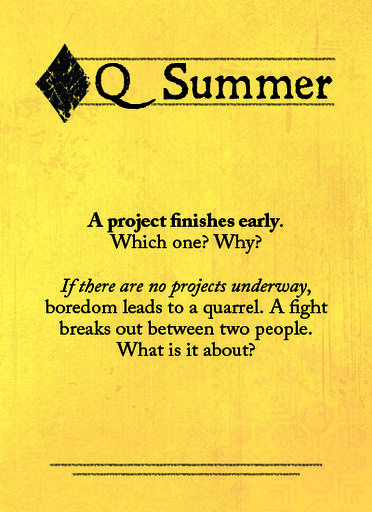 Q Summer
A project finishes early.
Which one? Why?
If there are no projects underway,
boredom leads to a quarrel. A fight
breaks out between two people.
What is it about?